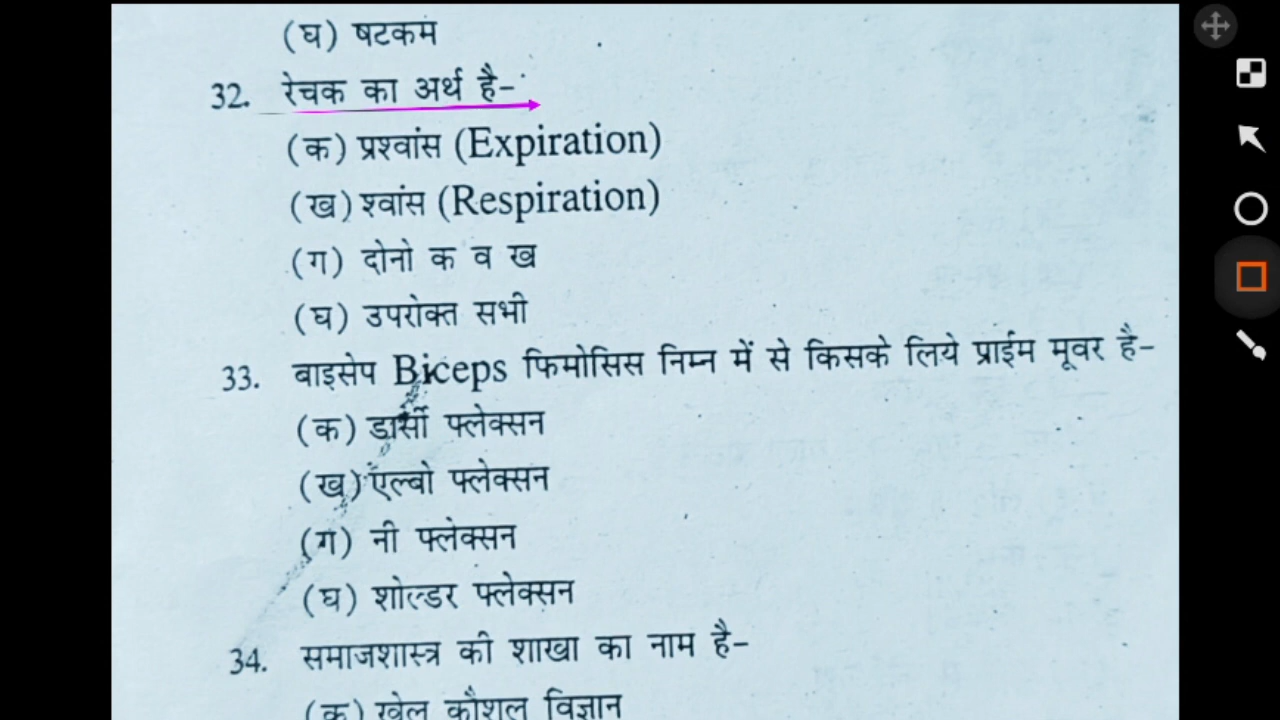 (घ) षटकम
32. रेचक का अर्थ है-
(क) प्रश्वांस (Expiration)
(ख) श्वांस (Respiration)
(ग) दोनो क व ख
(घ) उपरोक्त सभी
33. वाइसेप Biceps फिमोसिस निम्न में से किसके लिये प्राईम मूवर है-
(क) डार्सी फ्लेक्सन
(ख) एल्बो फ्लेक्सन
(ग) नी फ्लेक्सन
(घ) शोल्डर फ्लेक्सन
34. समाजशास्त्र की शाखा का नाम है-
(क) खेल कौशल विज्ञान